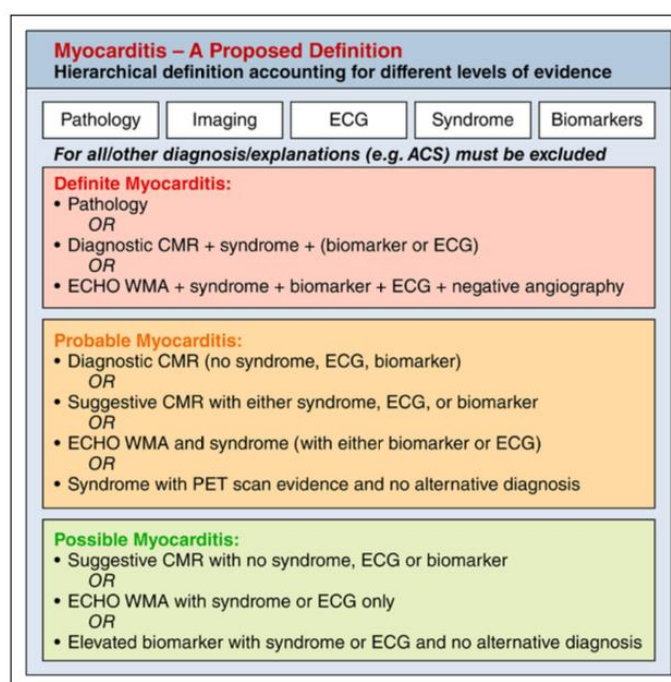 Myocarditis – A Proposed Definition
Hierarchical definition accounting for different levels of evidence
Pathology
Imaging
ECG
Syndrome
Biomarkers
For all/other diagnosis/explanations (e.g. ACS) must be excluded
Definite Myocarditis:
• Pathology
OR
• Diagnostic CMR + syndrome + (biomarker or ECG)
OR
• ECHO WMA + syndrome + biomarker + ECG + negative angiography
Probable Myocarditis:
• Diagnostic CMR (no syndrome, ECG, biomarker)
OR
• Suggestive CMR with either syndrome, ECG, or biomarker
OR
• ECHO WMA and syndrome (with either biomarker or ECG)
OR
• Syndrome with PET scan evidence and no alternative diagnosis
Possible Myocarditis:
• Suggestive CMR with no syndrome, ECG or biomarker
OR
• ECHO WMA with syndrome or ECG only
OR
• Elevated biomarker with syndrome or ECG and no alternative diagnosis